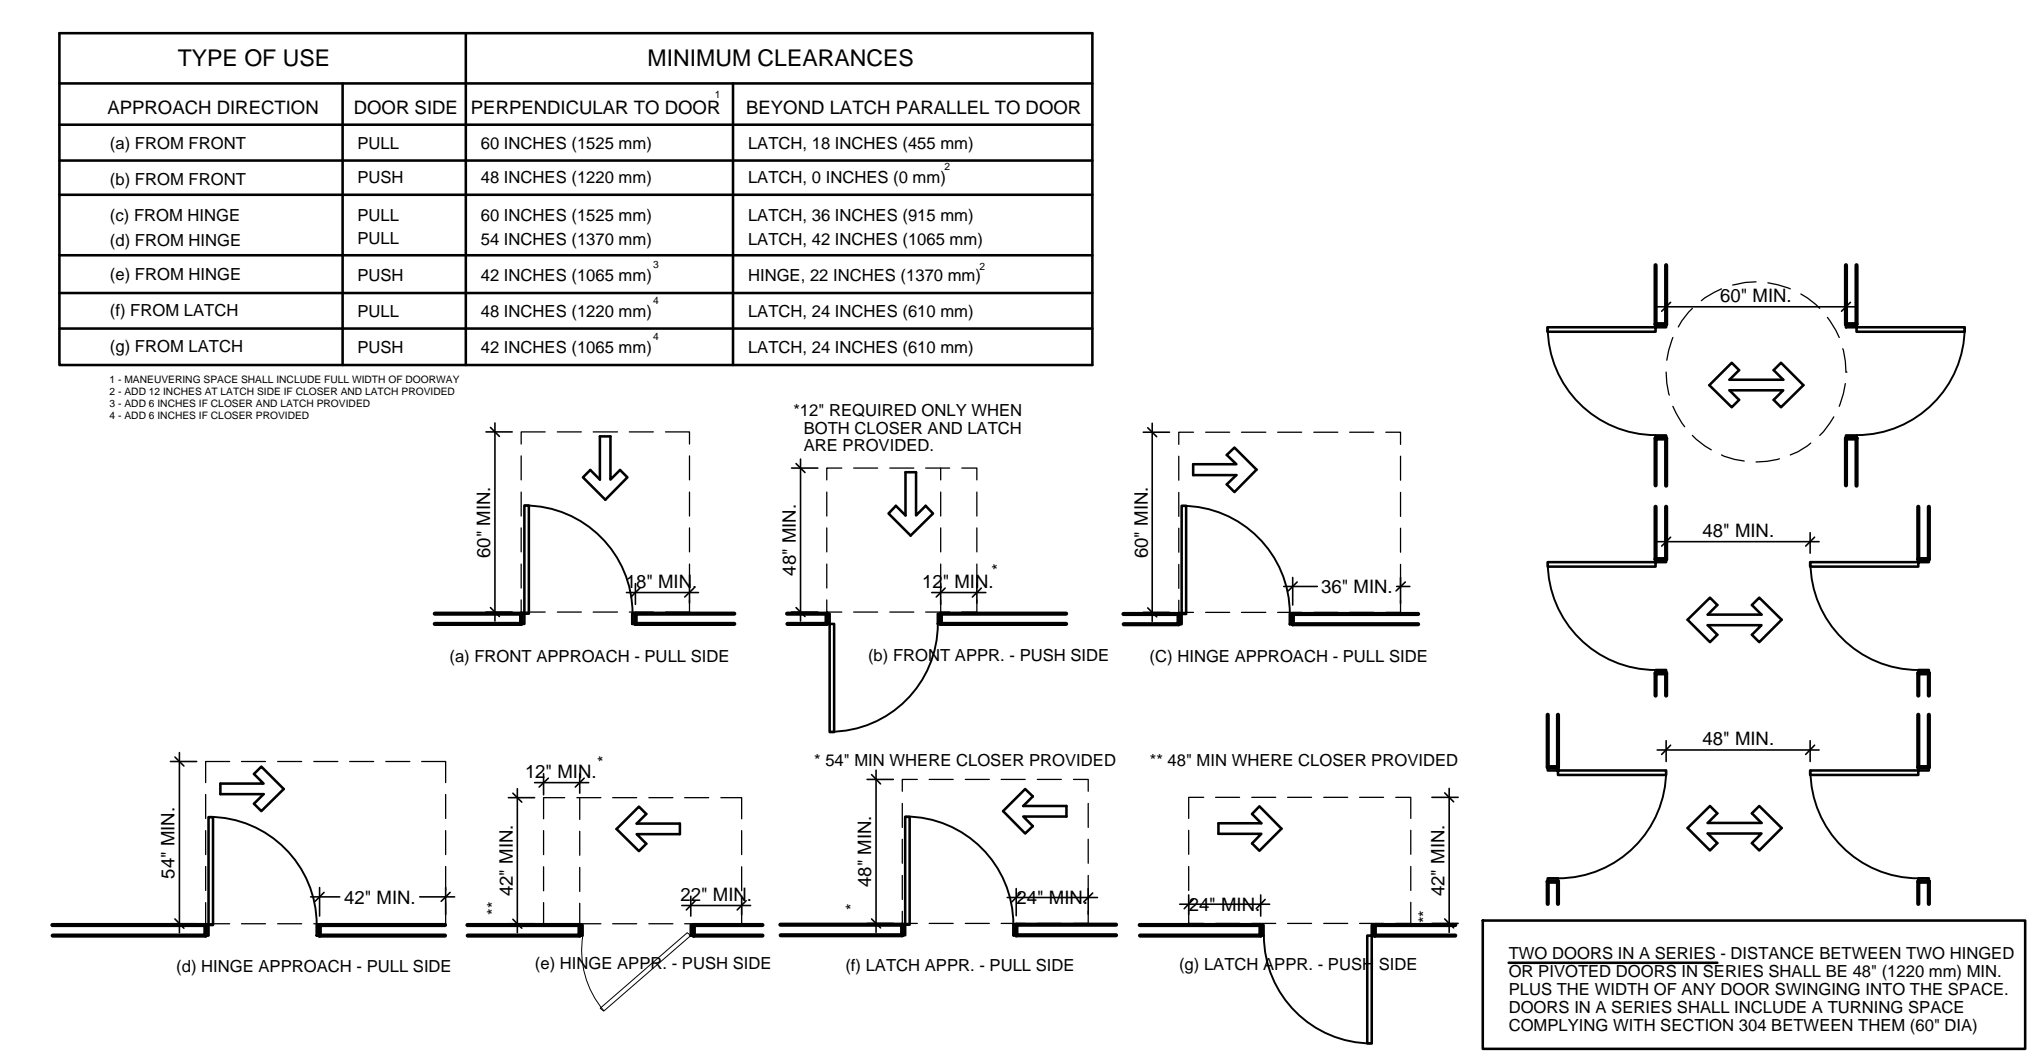 TYPE OF USE MINIMUM CLEARANCES
APPROACH DIRECTION DOOR SIDE PERPENDICULAR TO DOOR 1 BEYOND LATCH PARALLEL TO DOOR
(a) FROM FRONT PULL 60 INCHES (1525 mm) LATCH, 18 INCHES (455 mm)
(b) FROM FRONT PUSH 48 INCHES (1220 mm) LATCH, 0 INCHES (0 mm) 2
(c) FROM HINGE PULL 60 INCHES (1525 mm) LATCH, 36 INCHES (915 mm)
(d) FROM HINGE PULL 54 INCHES (1370 mm) LATCH, 42 INCHES (1065 mm)
(e) FROM HINGE PUSH 42 INCHES (1065 mm) 3 HINGE, 22 INCHES (1370 mm) 2
(f) FROM LATCH PULL 48 INCHES (1220 mm) 4 LATCH, 24 INCHES (610 mm)
(g) FROM LATCH PUSH 42 INCHES (1065 mm) 4 LATCH, 24 INCHES (610 mm)
1 - MANEUVERING SPACE SHALL INCLUDE FULL WIDTH OF DOORWAY
2 - ADD 12 INCHES AT LATCH SIDE IF CLOSER AND LATCH PROVIDED
3 - ADD 6 INCHES IF CLOSER AND LATCH PROVIDED
4 - ADD 6 INCHES IF CLOSER PROVIDED
60" MIN.
18" MIN.
(a) FRONT APPROACH - PULL SIDE
*12" REQUIRED ONLY WHEN
BOTH CLOSER AND LATCH
ARE PROVIDED.
48" MIN.
12" MIN. *
(b) FRONT APPR. - PUSH SIDE
60" MIN.
36" MIN.
(C) HINGE APPROACH - PULL SIDE
54" MIN.
42" MIN.
(d) HINGE APPROACH - PULL SIDE
12" MIN. *
42" MIN.
**
22" MIN.
(e) HINGE APPR. - PUSH SIDE
* 54" MIN WHERE CLOSER PROVIDED
48" MIN.
*
24" MIN.
(f) LATCH APPR. - PULL SIDE
** 48" MIN WHERE CLOSER PROVIDED
24" MIN.
42" MIN.
**
(g) LATCH APPR. - PUSH SIDE
60" MIN.
48" MIN.
48" MIN.
TWO DOORS IN A SERIES - DISTANCE BETWEEN TWO HINGED
OR PIVOTED DOORS IN SERIES SHALL BE 48" (1220 mm) MIN.
PLUS THE WIDTH OF ANY DOOR SWINGING INTO THE SPACE.
DOORS IN A SERIES SHALL INCLUDE A TURNING SPACE
COMPLYING WITH SECTION 304 BETWEEN THEM (60" DIA)